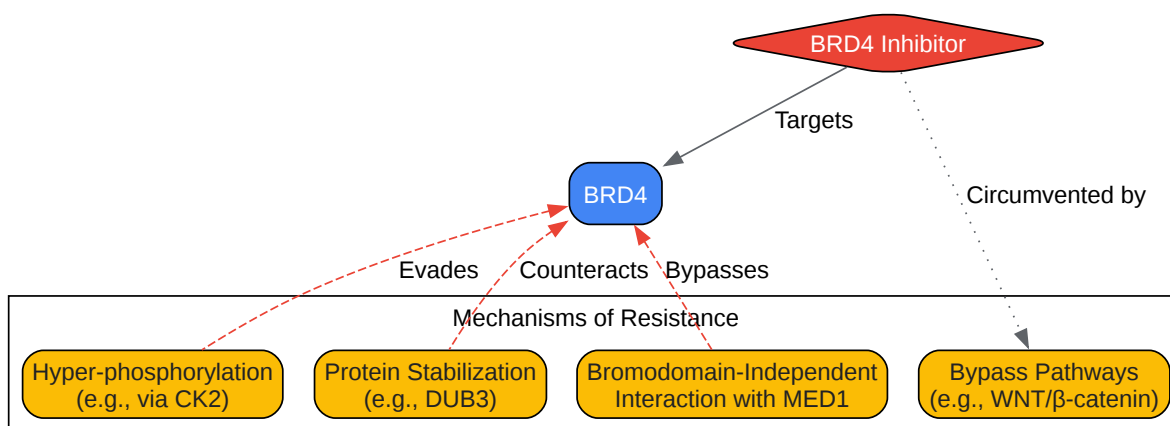 BRD4 Inhibitor
Targets
BRD4
Circumvented by
Evades
Counteracts
Bypasses
Mechanisms of Resistance
Hyper-phosphorylation
(e.g., via CK2)
Protein Stabilization
(e.g., DUB3)
Bromodomain-Independent
Interaction with MED1
Bypass Pathways
(e.g., WNT/β-catenin)